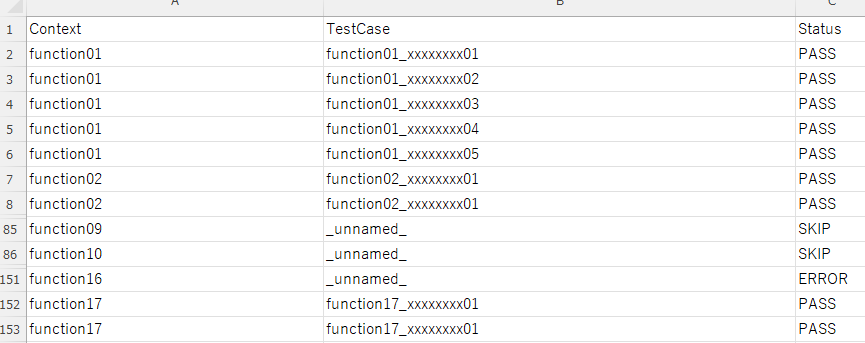 A B C
1 Context TestCase Status
2 function01 function01_xxxxxxxx01 PASS
3 function01 function01_xxxxxxxx02 PASS
4 function01 function01_xxxxxxxx03 PASS
5 function01 function01_xxxxxxxx04 PASS
6 function01 function01_xxxxxxxx05 PASS
7 function02 function02_xxxxxxxx01 PASS
8 function02 function02_xxxxxxxx01 PASS
85 function09 _unnamed_ SKIP
86 function10 _unnamed_ SKIP
151 function16 _unnamed_ ERROR
152 function17 function17_xxxxxxxx01 PASS
153 function17 function17_xxxxxxxx01 PASS